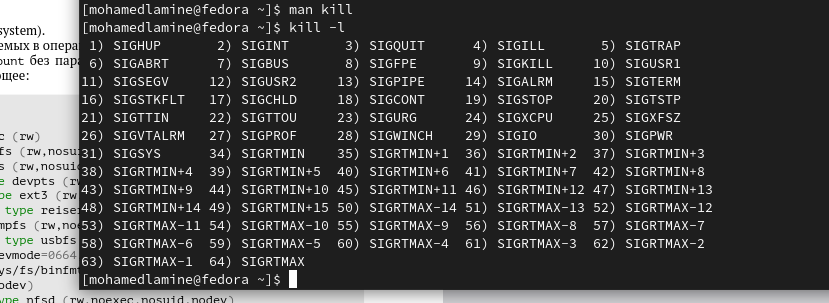 [mohamedlamine@fedora ~]$ man kill
[mohamedlamine@fedora ~]$ kill -l
1) SIGHUP 2) SIGINT 3) SIGQUIT 4) SIGILL 5) SIGTRAP
6) SIGABRT 7) SIGBUS 8) SIGFPE 9) SIGKILL 10) SIGUSR1
11) SIGSEGV 12) SIGUSR2 13) SIGPIPE 14) SIGALRM 15) SIGTERM
16) SIGSTKFLT 17) SIGCHLD 18) SIGCONT 19) SIGSTOP 20) SIGTSTP
21) SIGTTIN 22) SIGTTOU 23) SIGURG 24) SIGXCPU 25) SIGXFSZ
26) SIGVTALRM 27) SIGPROF 28) SIGWINCH 29) SIGIO 30) SIGPWR
31) SIGSYS 34) SIGRTMIN 35) SIGRTMIN+1 36) SIGRTMIN+2 37) SIGRTMIN+3
38) SIGRTMIN+4 39) SIGRTMIN+5 40) SIGRTMIN+6 41) SIGRTMIN+7 42) SIGRTMIN+8
43) SIGRTMIN+9 44) SIGRTMIN+10 45) SIGRTMIN+11 46) SIGRTMIN+12 47) SIGRTMIN+13
48) SIGRTMIN+14 49) SIGRTMIN+15 50) SIGRTMAX-14 51) SIGRTMAX-13 52) SIGRTMAX-12
53) SIGRTMAX-11 54) SIGRTMAX-10 55) SIGRTMAX-9 56) SIGRTMAX-8 57) SIGRTMAX-7
58) SIGRTMAX-6 59) SIGRTMAX-5 60) SIGRTMAX-4 61) SIGRTMAX-3 62) SIGRTMAX-2
63) SIGRTMAX-1 64) SIGRTMAX
[mohamedlamine@fedora ~]$
system).
емых в опера
ount без пара
ощее:
c (rw)
fs (rw,nosui
s (rw,nosuid
e devpts (rw
pe ext3 (rw
type reiser
mpfs (rw,noe
type usbfs
evmode=0664
ys/fs/binfmt
odev)
ype nfsd (rw,noexec,nosuid,nodev)